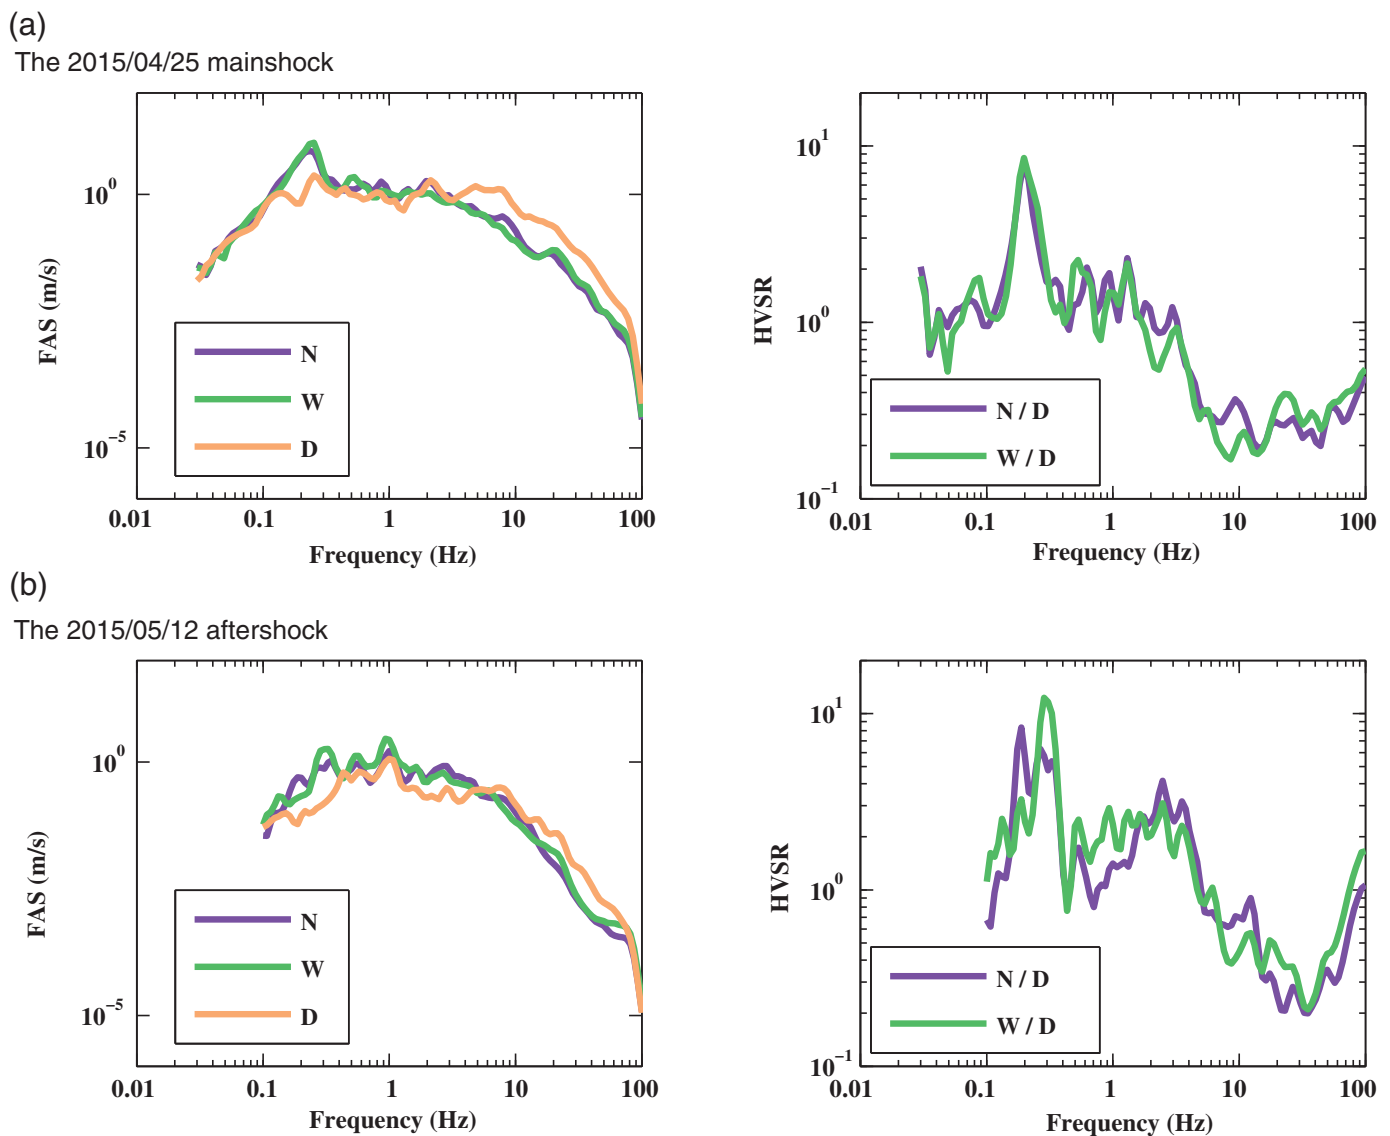 (a)
The 2015/04/25 mainshock
FAS (m/s)
10^0
10^-5
N
W
D
0.01 0.1 1 10 100
Frequency (Hz)
HVSR
10^1
10^0
10^-1
N / D
W / D
0.01 0.1 1 10 100
Frequency (Hz)
(b)
The 2015/05/12 aftershock
FAS (m/s)
10^0
10^-5
N
W
D
0.01 0.1 1 10 100
Frequency (Hz)
HVSR
10^1
10^0
10^-1
N / D
W / D
0.01 0.1 1 10 100
Frequency (Hz)